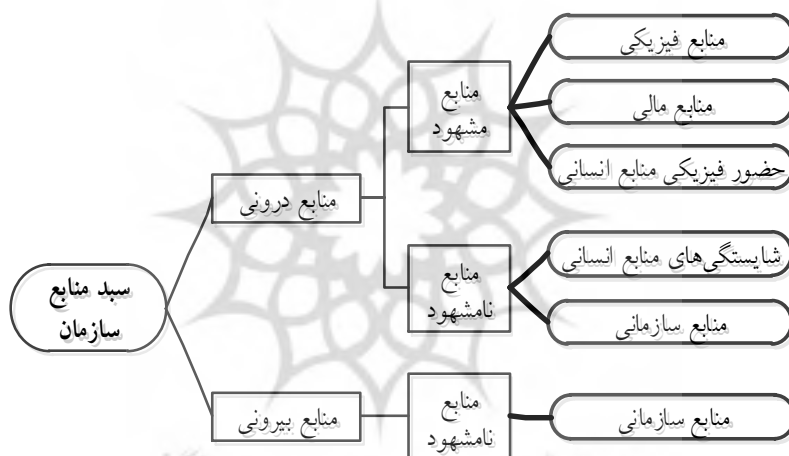 سبد منابع
سازمان
منابع درونی
منابع
مشهود
منابع فیزیکی
منابع مالی
حضور فیزیکی منابع انسانی
منابع
نامشهود
شایستگی‌های منابع انسانی
منابع سازمانی
منابع بیرونی
منابع
نامشهود
منابع سازمانی